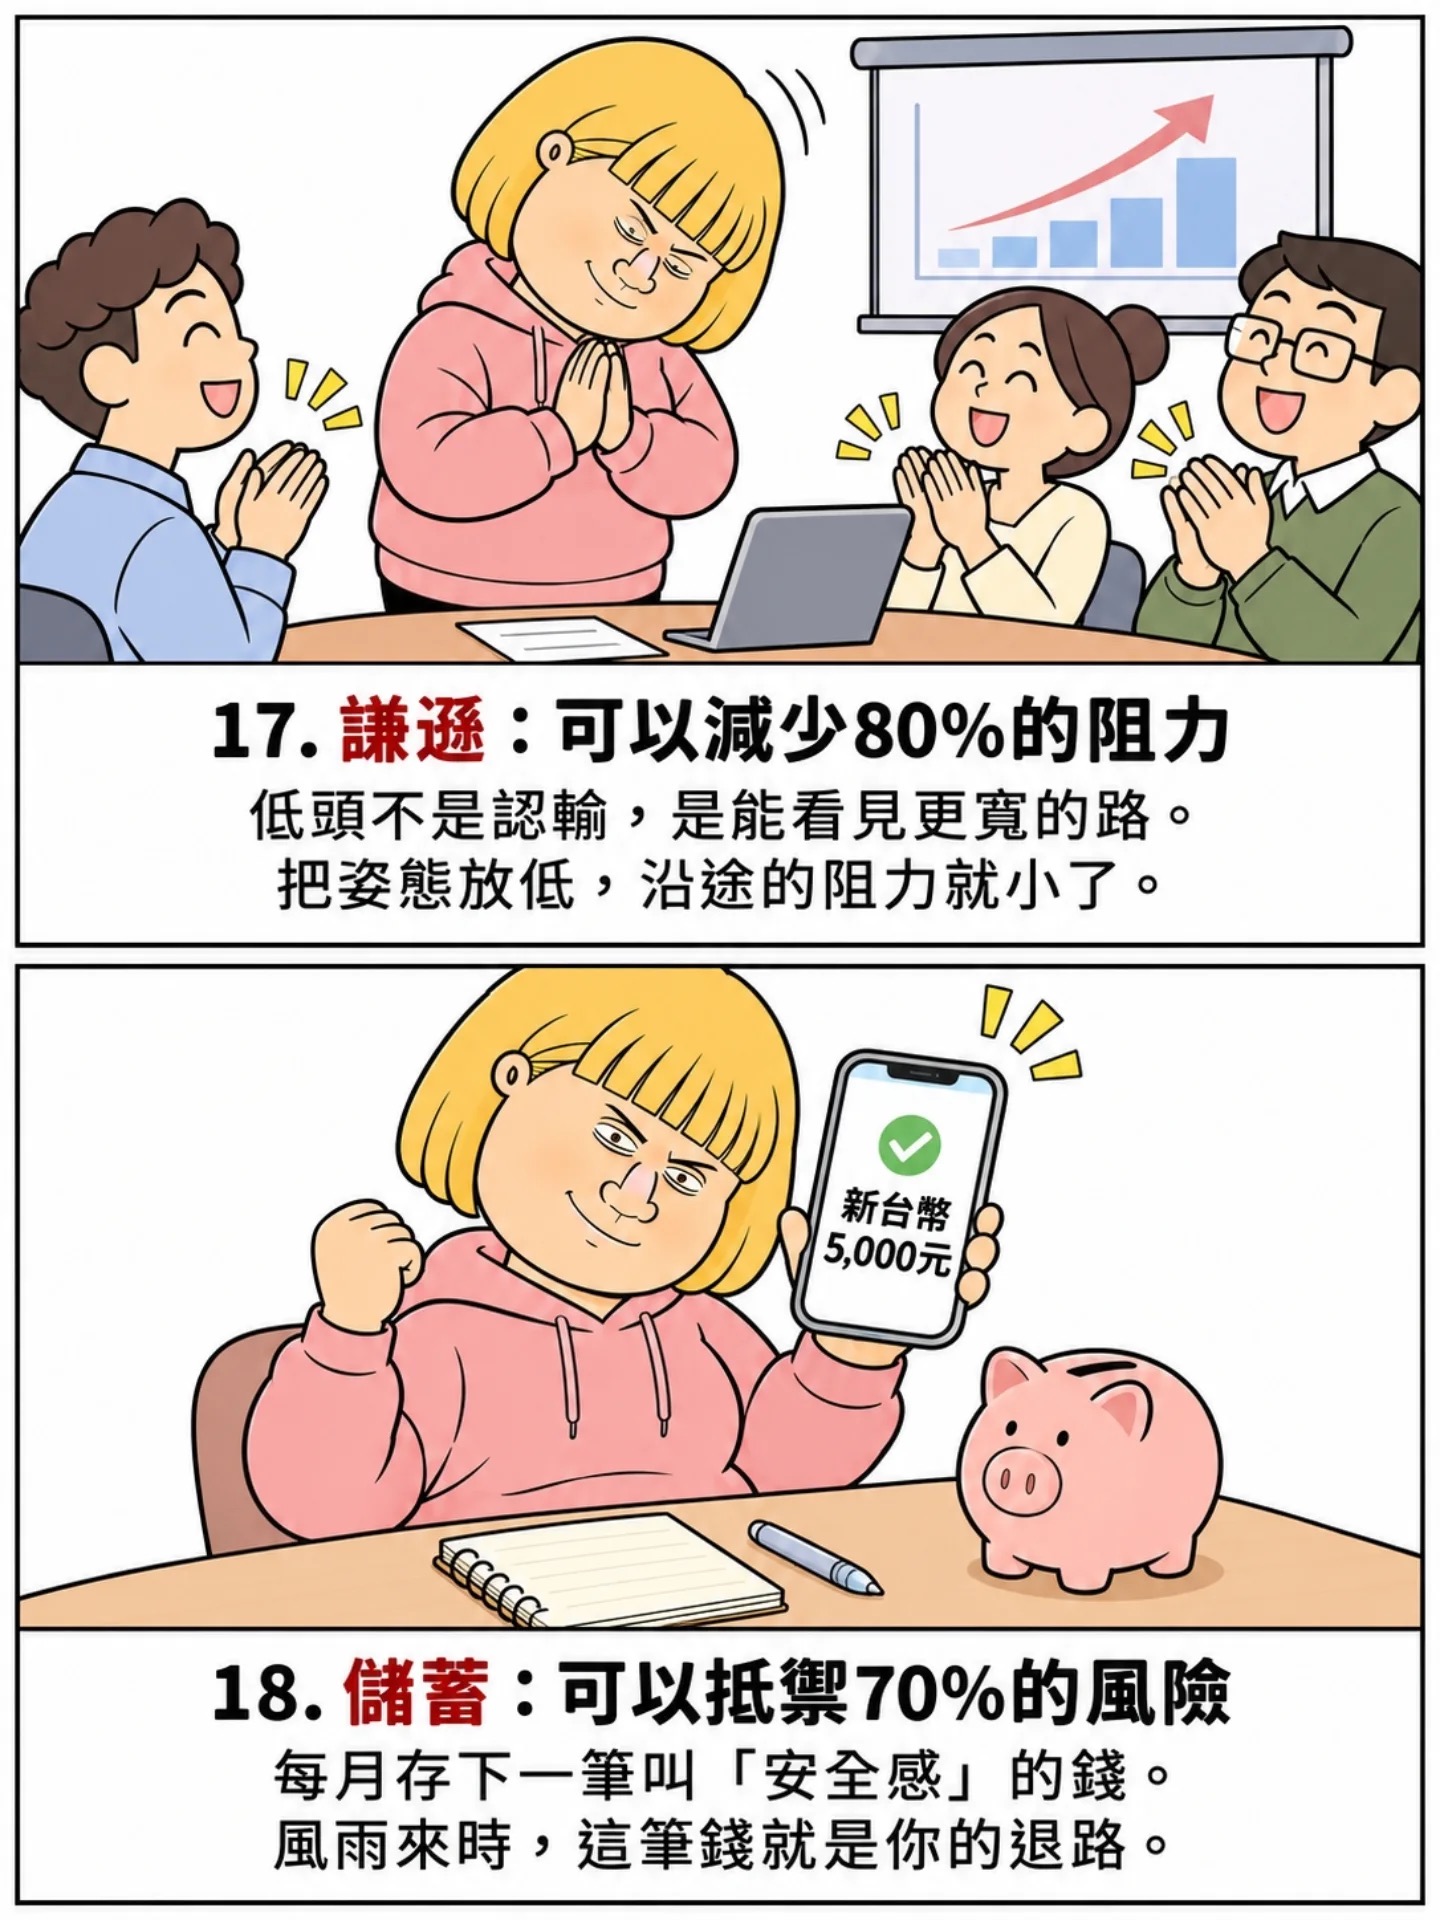 17. 謙遜：可以減少80%的阻力
低頭不是認輸，是能看見更寬的路。
把姿態放低，沿途的阻力就小了。
新台幣
5,000元
18. 儲蓄：可以抵禦70%的風險
每月存下一筆叫「安全感」的錢。
風雨來時，這筆錢就是你的退路。